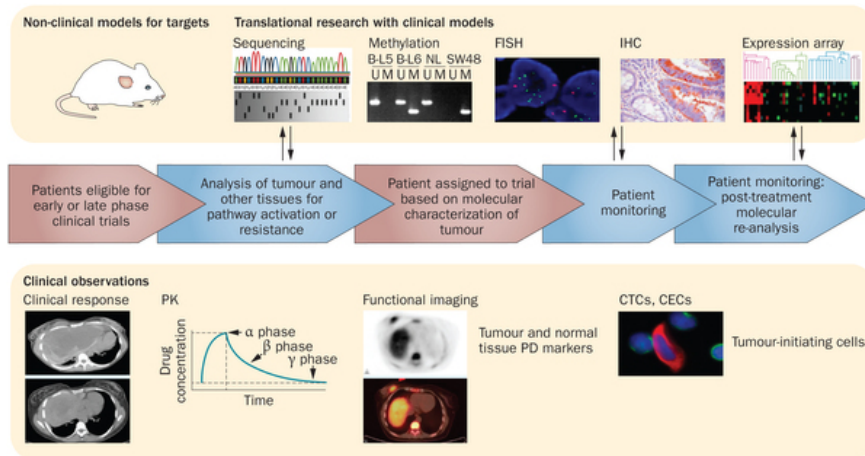 Non-clinical models for targets
Translational research with clinical models
Sequencing
Methylation
B-L5 B-L6 NL SW48
U M U M U M U M
FISH
IHC
Expression array
Patients eligible for
early or late phase
clinical trials
Analysis of tumour and
other tissues for
pathway activation or
resistance
Patient assigned to trial
based on molecular
characterization of
tumour
Patient
monitoring
Patient monitoring:
post-treatment
molecular
re-analysis
Clinical observations
Clinical response
PK
Drug
concentration
α phase
β phase
γ phase
Time
Functional imaging
Tumour and normal
tissue PD markers
CTCs, CECs
Tumour-initiating cells